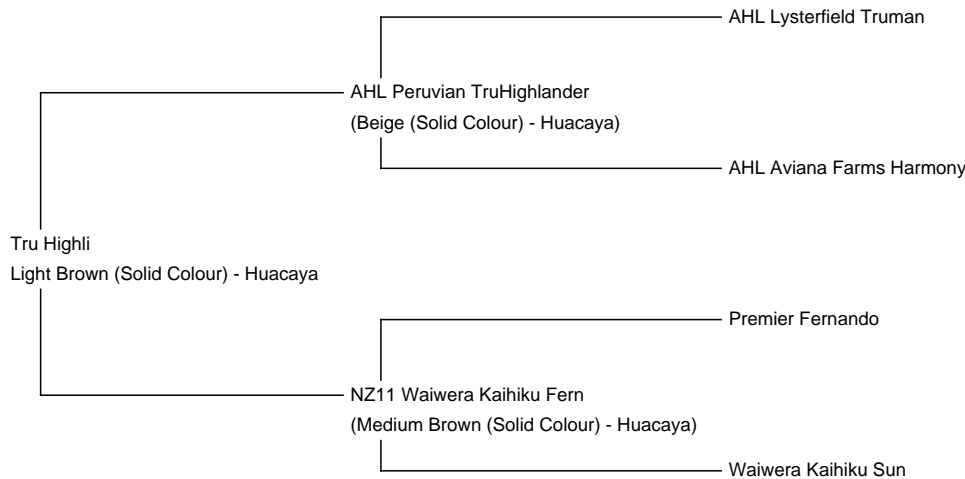 AHL Lysterfield Truman
AHL Peruvian TruHighlander
(Beige (Solid Colour) - Huacaya)
AHL Aviana Farms Harmony
Tru Highli
Light Brown (Solid Colour) - Huacaya
Premier Fernando
NZ11 Waiwera Kaihiku Fern
(Medium Brown (Solid Colour) - Huacaya)
Waiwera Kaihiku Sun